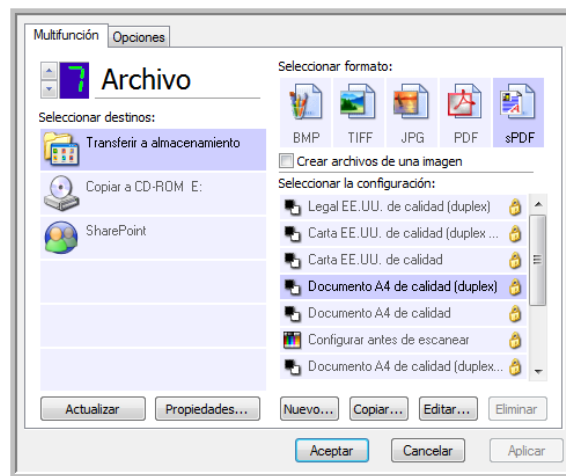 Multifunción
Opciones
7 Archivo
Seleccionar destinos:
Transferir a almacenamiento
Copiar a CD-ROM E:
SharePoint
Actualizar
Propiedades...
Seleccionar formato:
BMP TIFF JPG PDF sPDF
Crear archivos de una imagen
Seleccionar la configuración:
Legal EE.UU. de calidad (duplex)
Carta EE.UU. de calidad (duplex ...
Carta EE.UU. de calidad
Documento A4 de calidad (duplex)
Documento A4 de calidad
Configurar antes de escanear
Documento A4 de calidad (duplex...
Nuevo...
Copiar...
Editar...
Eliminar
Aceptar
Cancelar
Aplicar